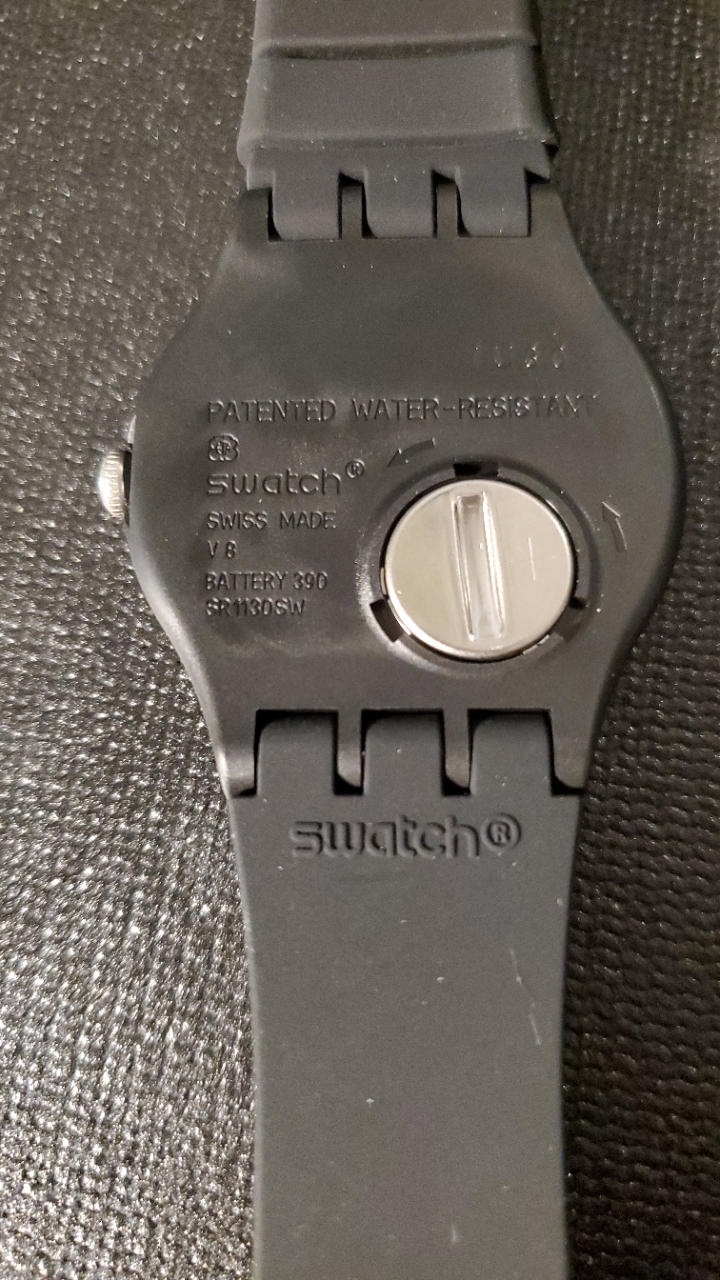 PATENTED WATER-RESISTANT
swatch®
SWISS MADE
V 8
BATTERY 390
SR1130SW
swatch®